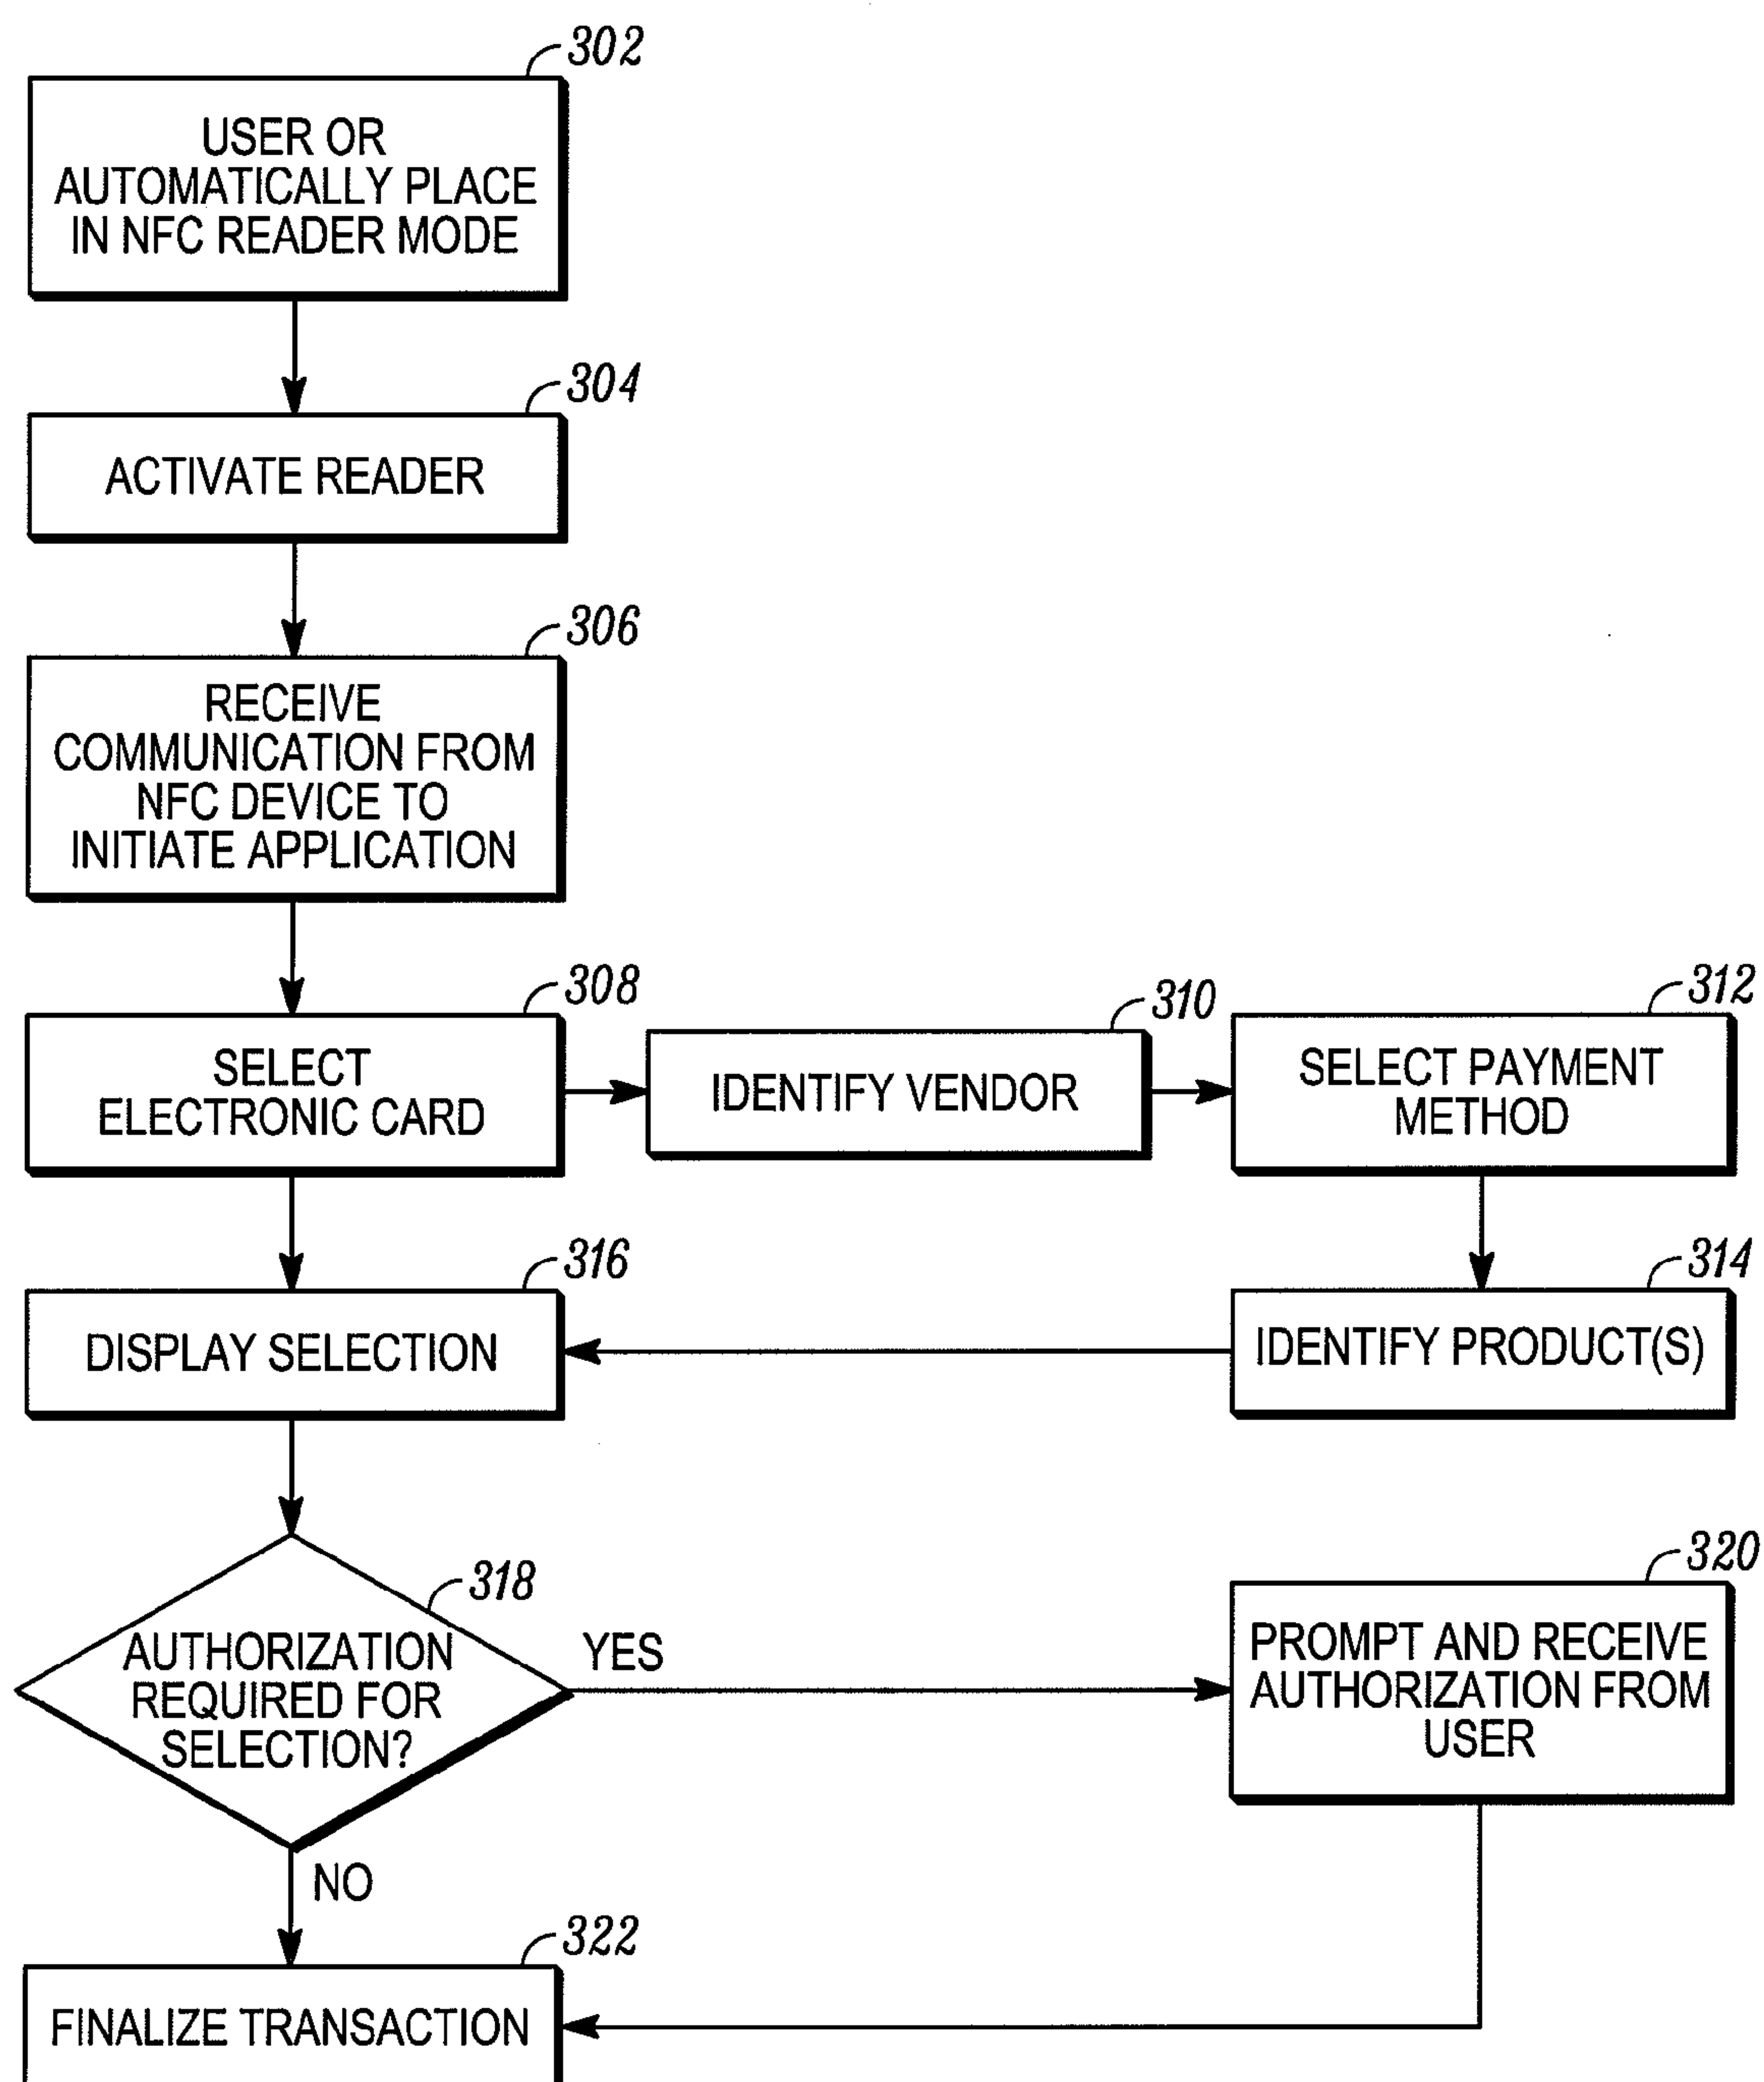 302
USER OR
AUTOMATICALLY PLACE
IN NFC READER MODE
304
ACTIVATE READER
306
RECEIVE
COMMUNICATION FROM
NFC DEVICE TO
INITIATE APPLICATION
308
SELECT
ELECTRONIC CARD
310
IDENTIFY VENDOR
312
SELECT PAYMENT
METHOD
314
IDENTIFY PRODUCT(S)
316
DISPLAY SELECTION
318
AUTHORIZATION
REQUIRED FOR
SELECTION?
YES
320
PROMPT AND RECEIVE
AUTHORIZATION FROM
USER
NO
322
FINALIZE TRANSACTION